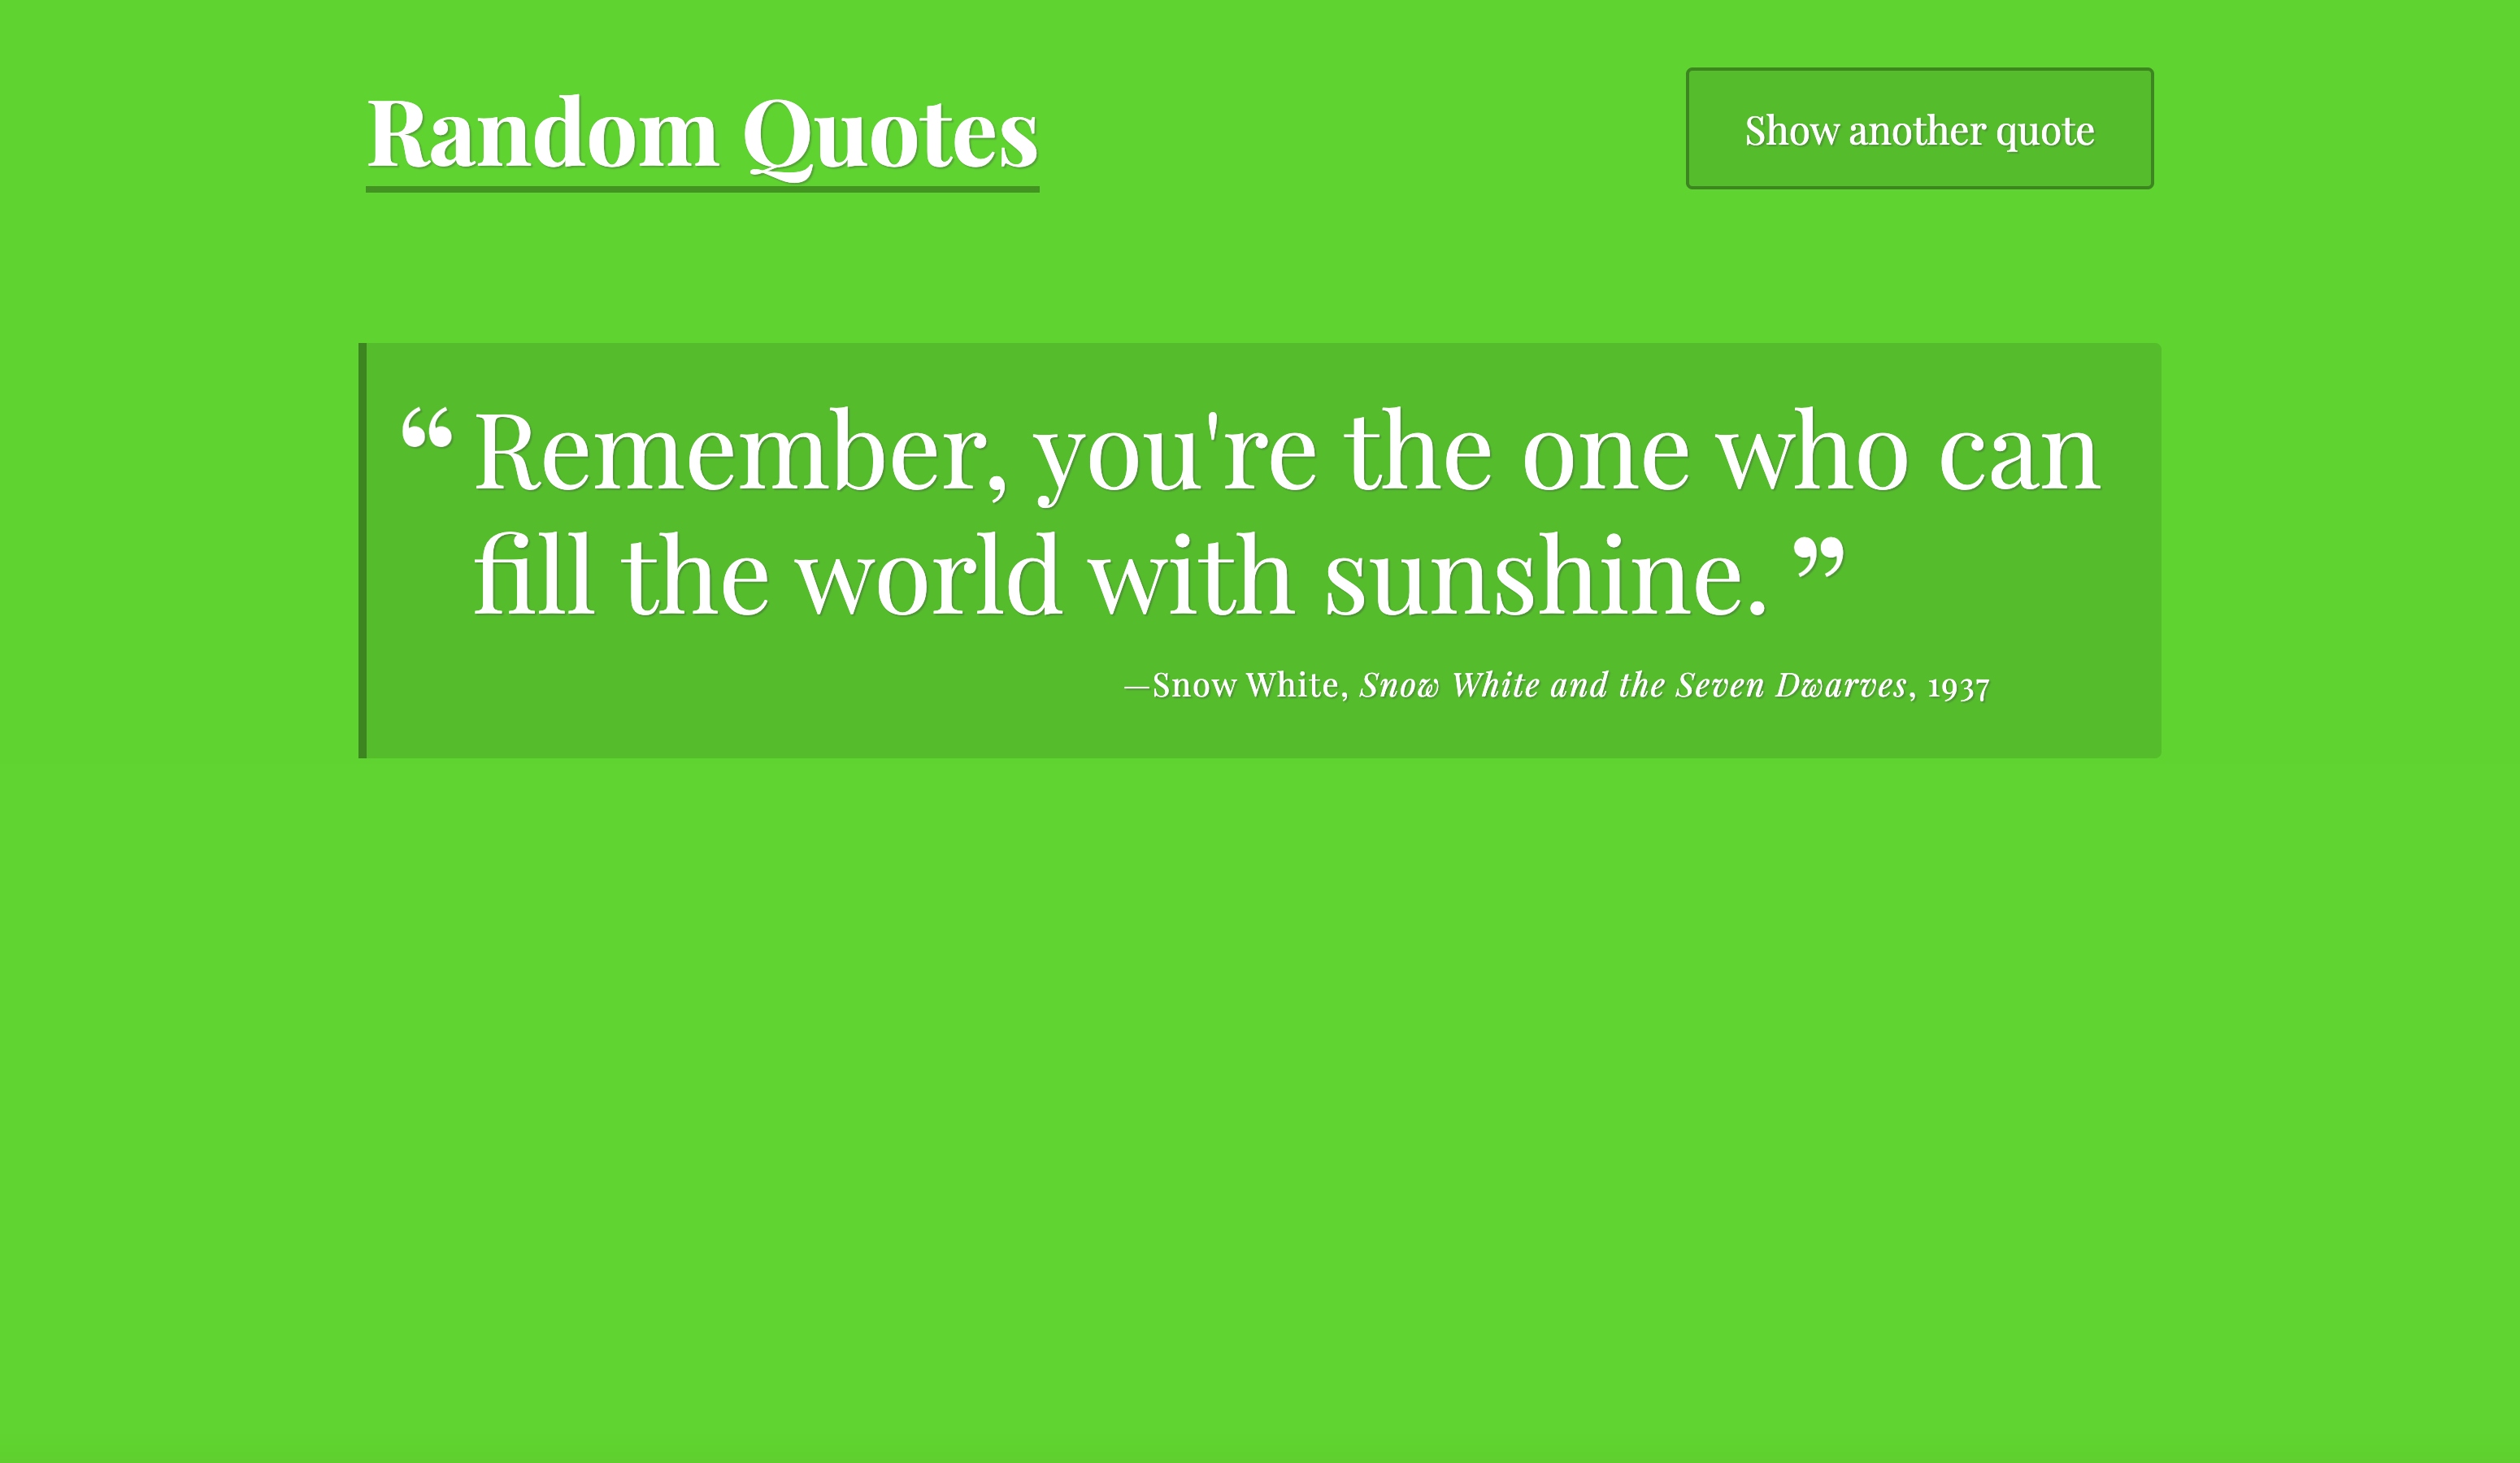 Random Quotes
Show another quote
“ Remember, you're the one who can
fill the world with sunshine. ”
—Snow White, Snow White and the Seven Dwarves, 1937